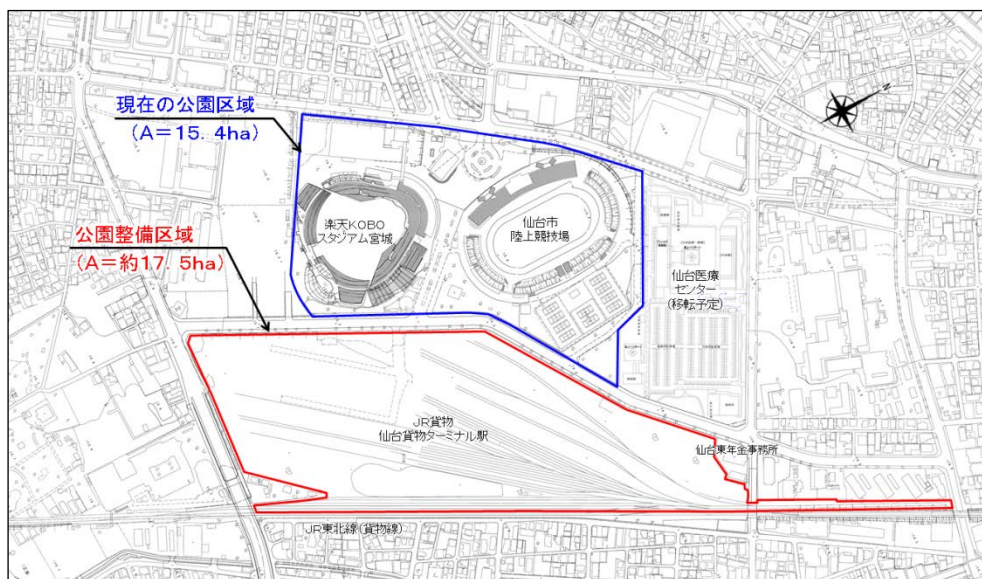 現在の公園区域
(A=15.4ha)
N
公園整備区域
(A=約17.5ha)
楽天KOBO
スタジアム宮城
仙台市
陸上競技場
仙台医療
センター
(移転予定)
JR貨物
仙台貨物ターミナル駅
仙台東年金事務所
JR東北線(貨物線)